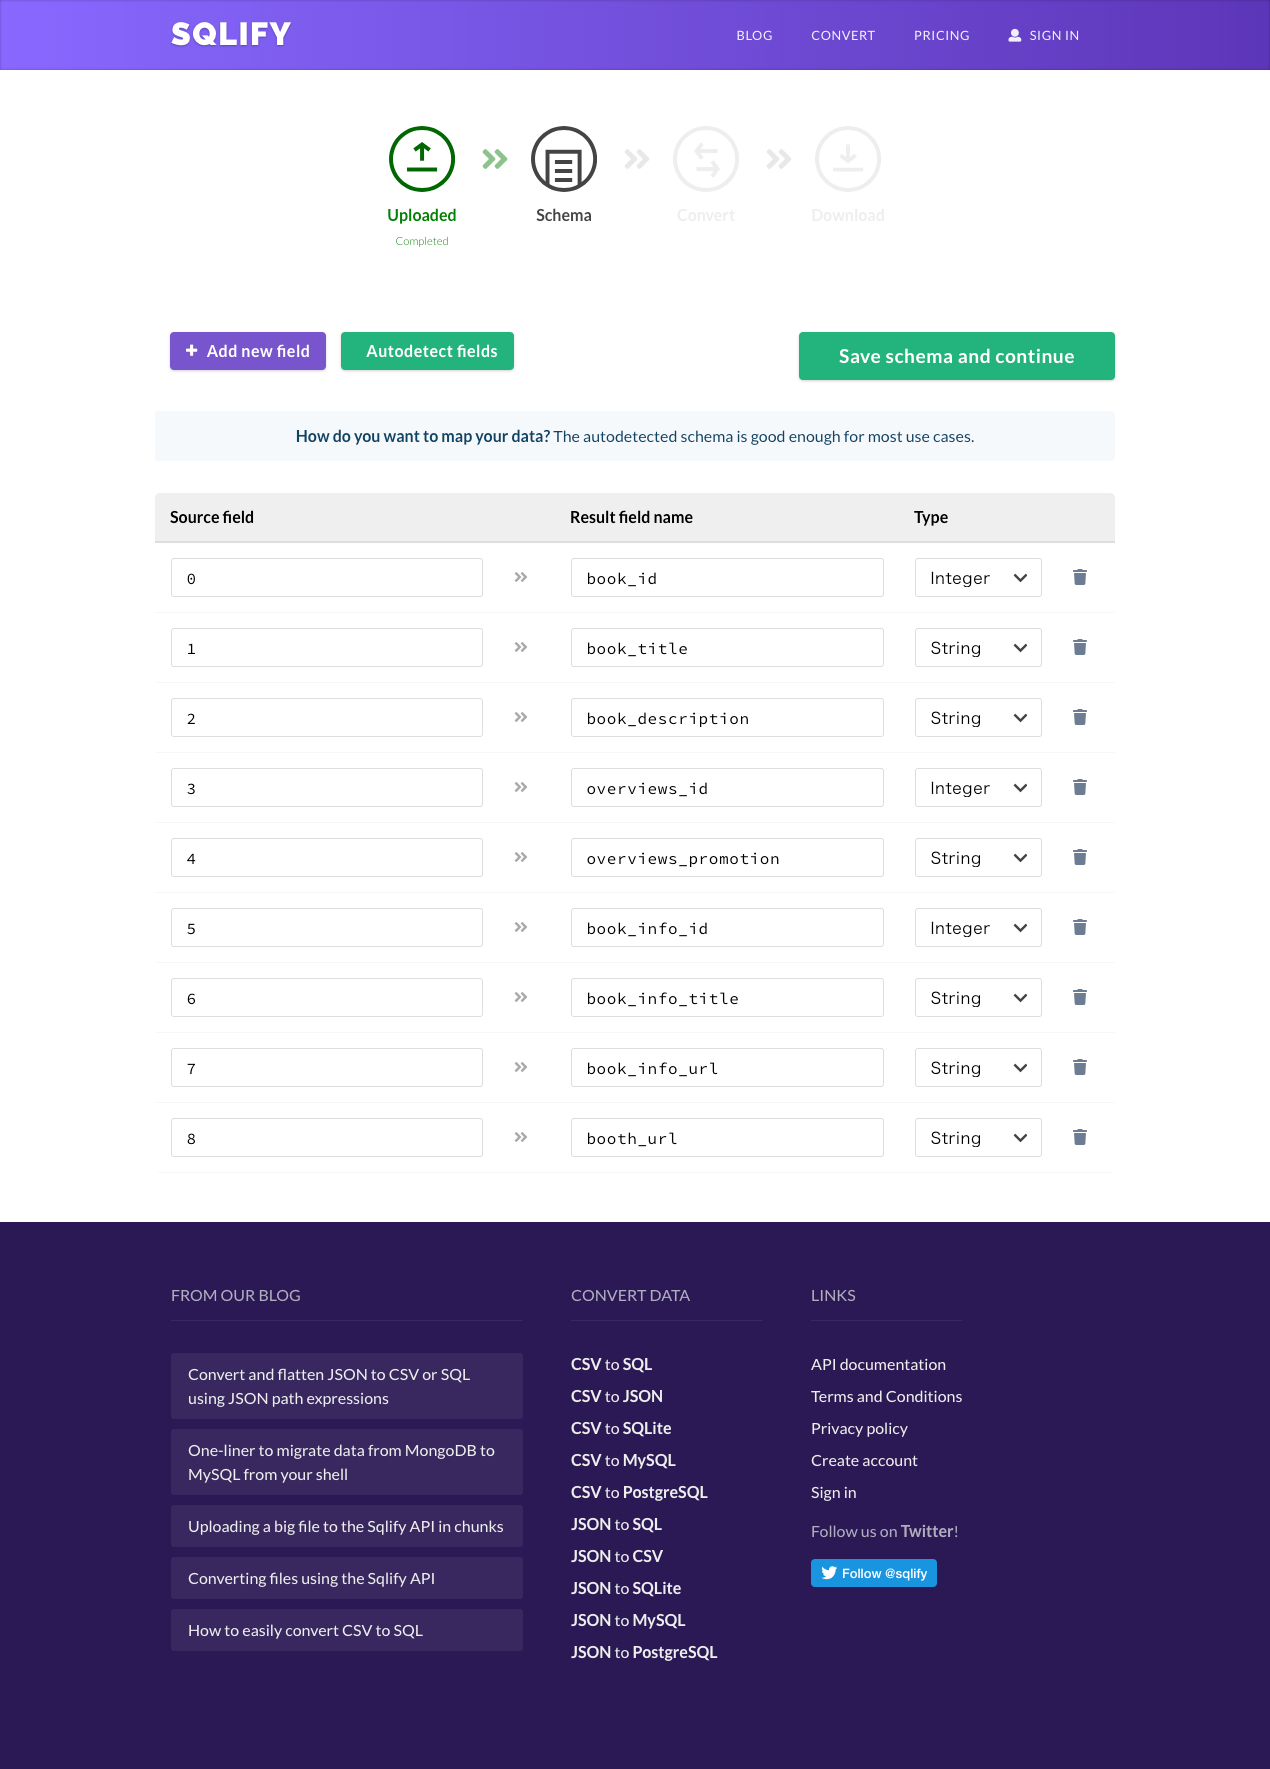 SQLIFY
BLOG CONVERT PRICING SIGN IN
Uploaded Schema Convert Download
Completed
Add new field Autodetect fields Save schema and continue
How do you want to map your data? The autodetected schema is good enough for most use cases.
Source field Result field name Type
0 book_id Integer
1 book_title String
2 book_description String
3 overviews_id Integer
4 overviews_promotion String
5 book_info_id Integer
6 book_info_title String
7 book_info_url String
8 booth_url String
FROM OUR BLOG
Convert and flatten JSON to CSV or SQL
using JSON path expressions
One-liner to migrate data from MongoDB to
MySQL from your shell
Uploading a big file to the Sqlify API in chunks
Converting files using the Sqlify API
How to easily convert CSV to SQL
CONVERT DATA
CSV to SQL
CSV to JSON
CSV to SQLite
CSV to MySQL
CSV to PostgreSQL
JSON to SQL
JSON to CSV
JSON to SQLite
JSON to MySQL
JSON to PostgreSQL
LINKS
API documentation
Terms and Conditions
Privacy policy
Create account
Sign in
Follow us on Twitter!
Follow @sqlify